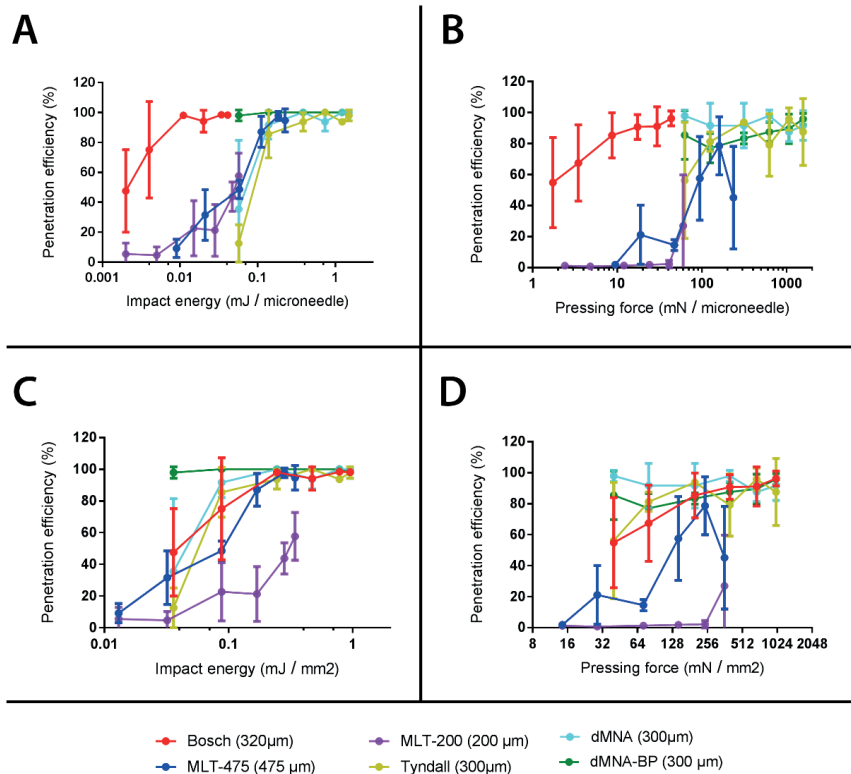 A
Penetration efficiency (%)
120
100
80
60
40
20
0
0.001 0.01 0.1 1
Impact energy (mJ / microneedle)
B
Penetration efficiency (%)
120
100
80
60
40
20
0
1 10 100 1000
Pressing force (mN / microneedle)
C
Penetration efficiency (%)
120
100
80
60
40
20
0
0.01 0.1 1
Impact energy (mJ / mm2)
D
Penetration efficiency (%)
120
100
80
60
40
20
0
8 16 32 64 128 256 512 1024 2048
Pressing force (mN / mm2)
Bosch (320μm) MLT-200 (200 μm) dMNA (300μm)
MLT-475 (475 μm) Tyndall (300μm) dMNA-BP (300 μm)